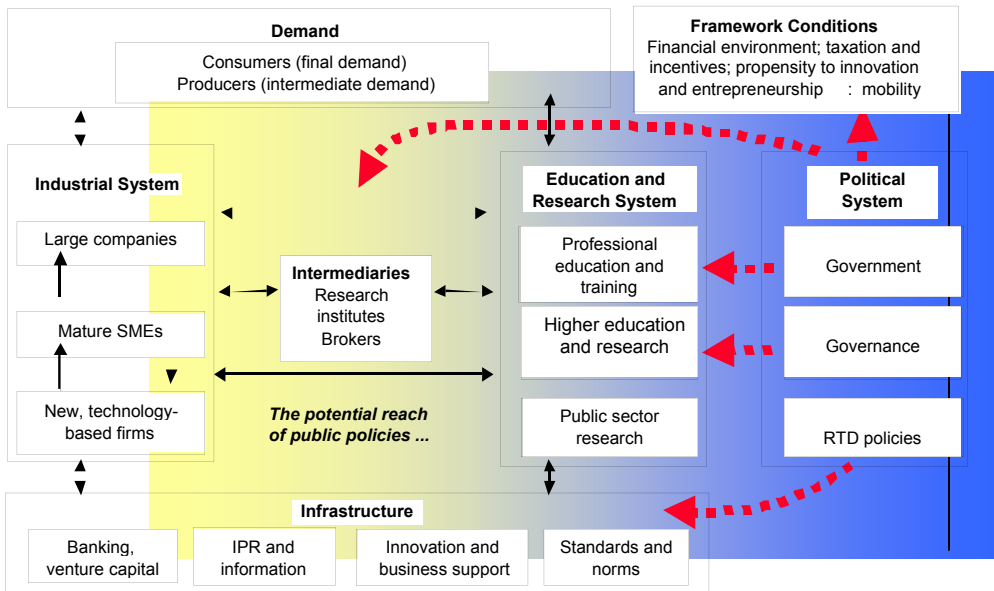 Demand
Consumers (final demand)
Producers (intermediate demand)
Framework Conditions
Financial environment; taxation and
incentives; propensity to innovation
and entrepreneurship : mobility
Industrial System
Large companies
Mature SMEs
New, technology-
based firms
Intermediaries
Research
institutes
Brokers
The potential reach
of public policies ...
Education and
Research System
Professional
education and
training
Higher education
and research
Public sector
research
Political
System
Government
Governance
RTD policies
Infrastructure
Banking,
venture capital
IPR and
information
Innovation and
business support
Standards and
norms